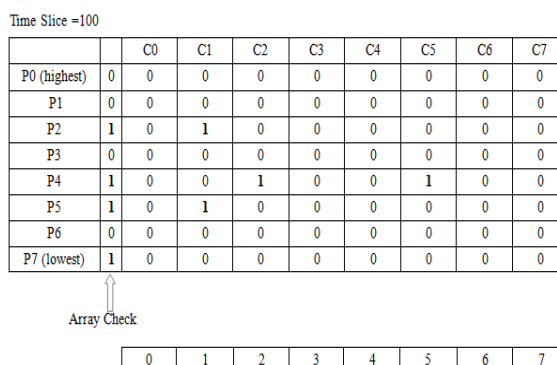 Time Slice =100
C0 C1 C2 C3 C4 C5 C6 C7
P0 (highest) 0 0 0 0 0 0 0 0 0
P1 0 0 0 0 0 0 0 0 0
P2 1 0 1 0 0 0 0 0 0
P3 0 0 0 0 0 0 0 0 0
P4 1 0 0 1 0 0 1 0 0
P5 1 0 1 0 0 0 0 0 0
P6 0 0 0 0 0 0 0 0 0
P7 (lowest) 1 0 0 0 0 0 0 0 0
Array Check
0 1 2 3 4 5 6 7